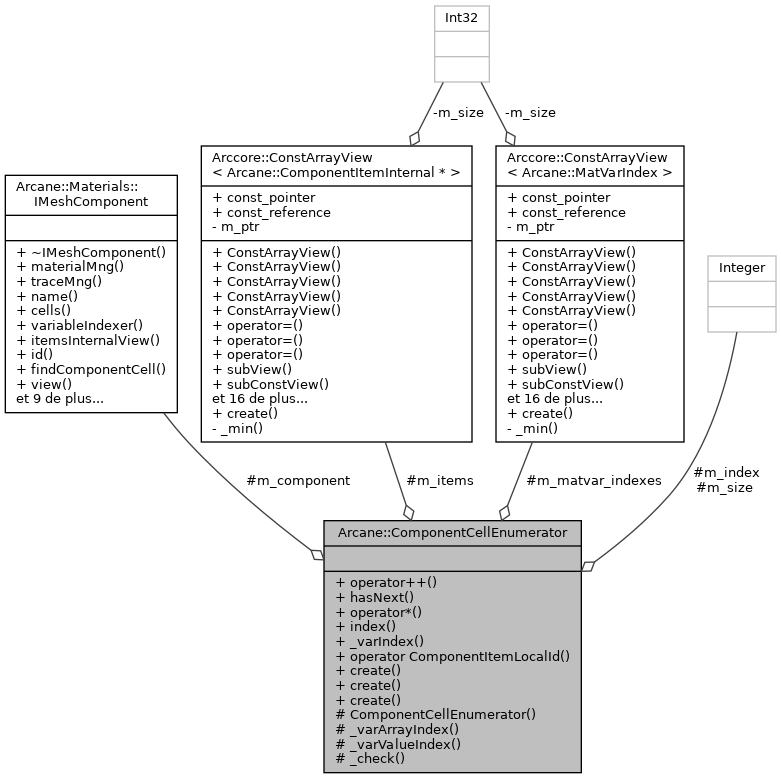 Int32
-m_size
-m_size
Arcane::Materials::
IMeshComponent
+ ~IMeshComponent()
+ materialMng()
+ traceMng()
+ name()
+ cells()
+ variableIndexer()
+ itemsInternalView()
+ id()
+ findComponentCell()
+ view()
et 9 de plus...
Arccore::ConstArrayView
< Arcane::ComponentItemInternal * >
+ const_pointer
+ const_reference
- m_ptr
+ ConstArrayView()
+ ConstArrayView()
+ ConstArrayView()
+ ConstArrayView()
+ ConstArrayView()
+ operator=()
+ operator=()
+ operator=()
+ subView()
+ subConstView()
et 16 de plus...
+ create()
- _min()
Arccore::ConstArrayView
< Arcane::MatVarIndex >
+ const_pointer
+ const_reference
- m_ptr
+ ConstArrayView()
+ ConstArrayView()
+ ConstArrayView()
+ ConstArrayView()
+ ConstArrayView()
+ operator=()
+ operator=()
+ operator=()
+ subView()
+ subConstView()
et 16 de plus...
+ create()
- _min()
Integer
#m_component
#m_items
#m_matvar_indexes
#m_index
#m_size
Arcane::ComponentCellEnumerator
+ operator++()
+ hasNext()
+ operator*()
+ index()
+ _varIndex()
+ operator ComponentItemLocalId()
+ create()
+ create()
+ create()
# ComponentCellEnumerator()
# _varArrayIndex()
# _varValueIndex()
# _check()